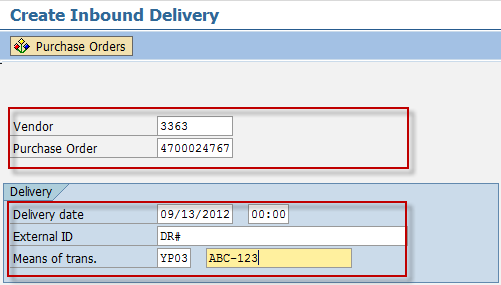 Create Inbound Delivery
Purchase Orders
Vendor 3363
Purchase Order 4700024767
Delivery
Delivery date 09/13/2012 00:00
External ID DR#
Means of trans. YP03 ABC-123